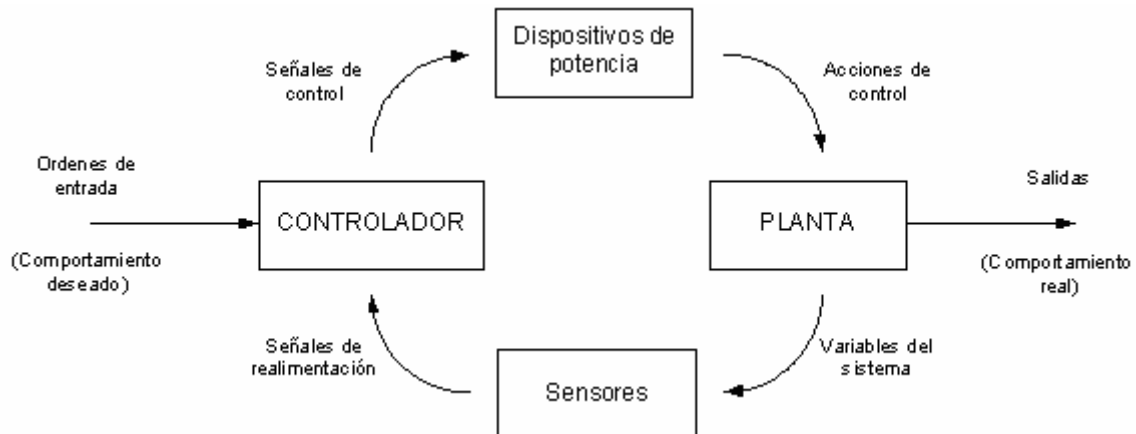 Dispositivos de
potencia
Señales de
control
Acciones de
control
Ordenes de
entrada
CONTROLADOR
PLANTA
Salidas
(Comportamiento
deseado)
(Comportamiento
real)
Señales de
realimentación
Sensores
Variables del
sistema